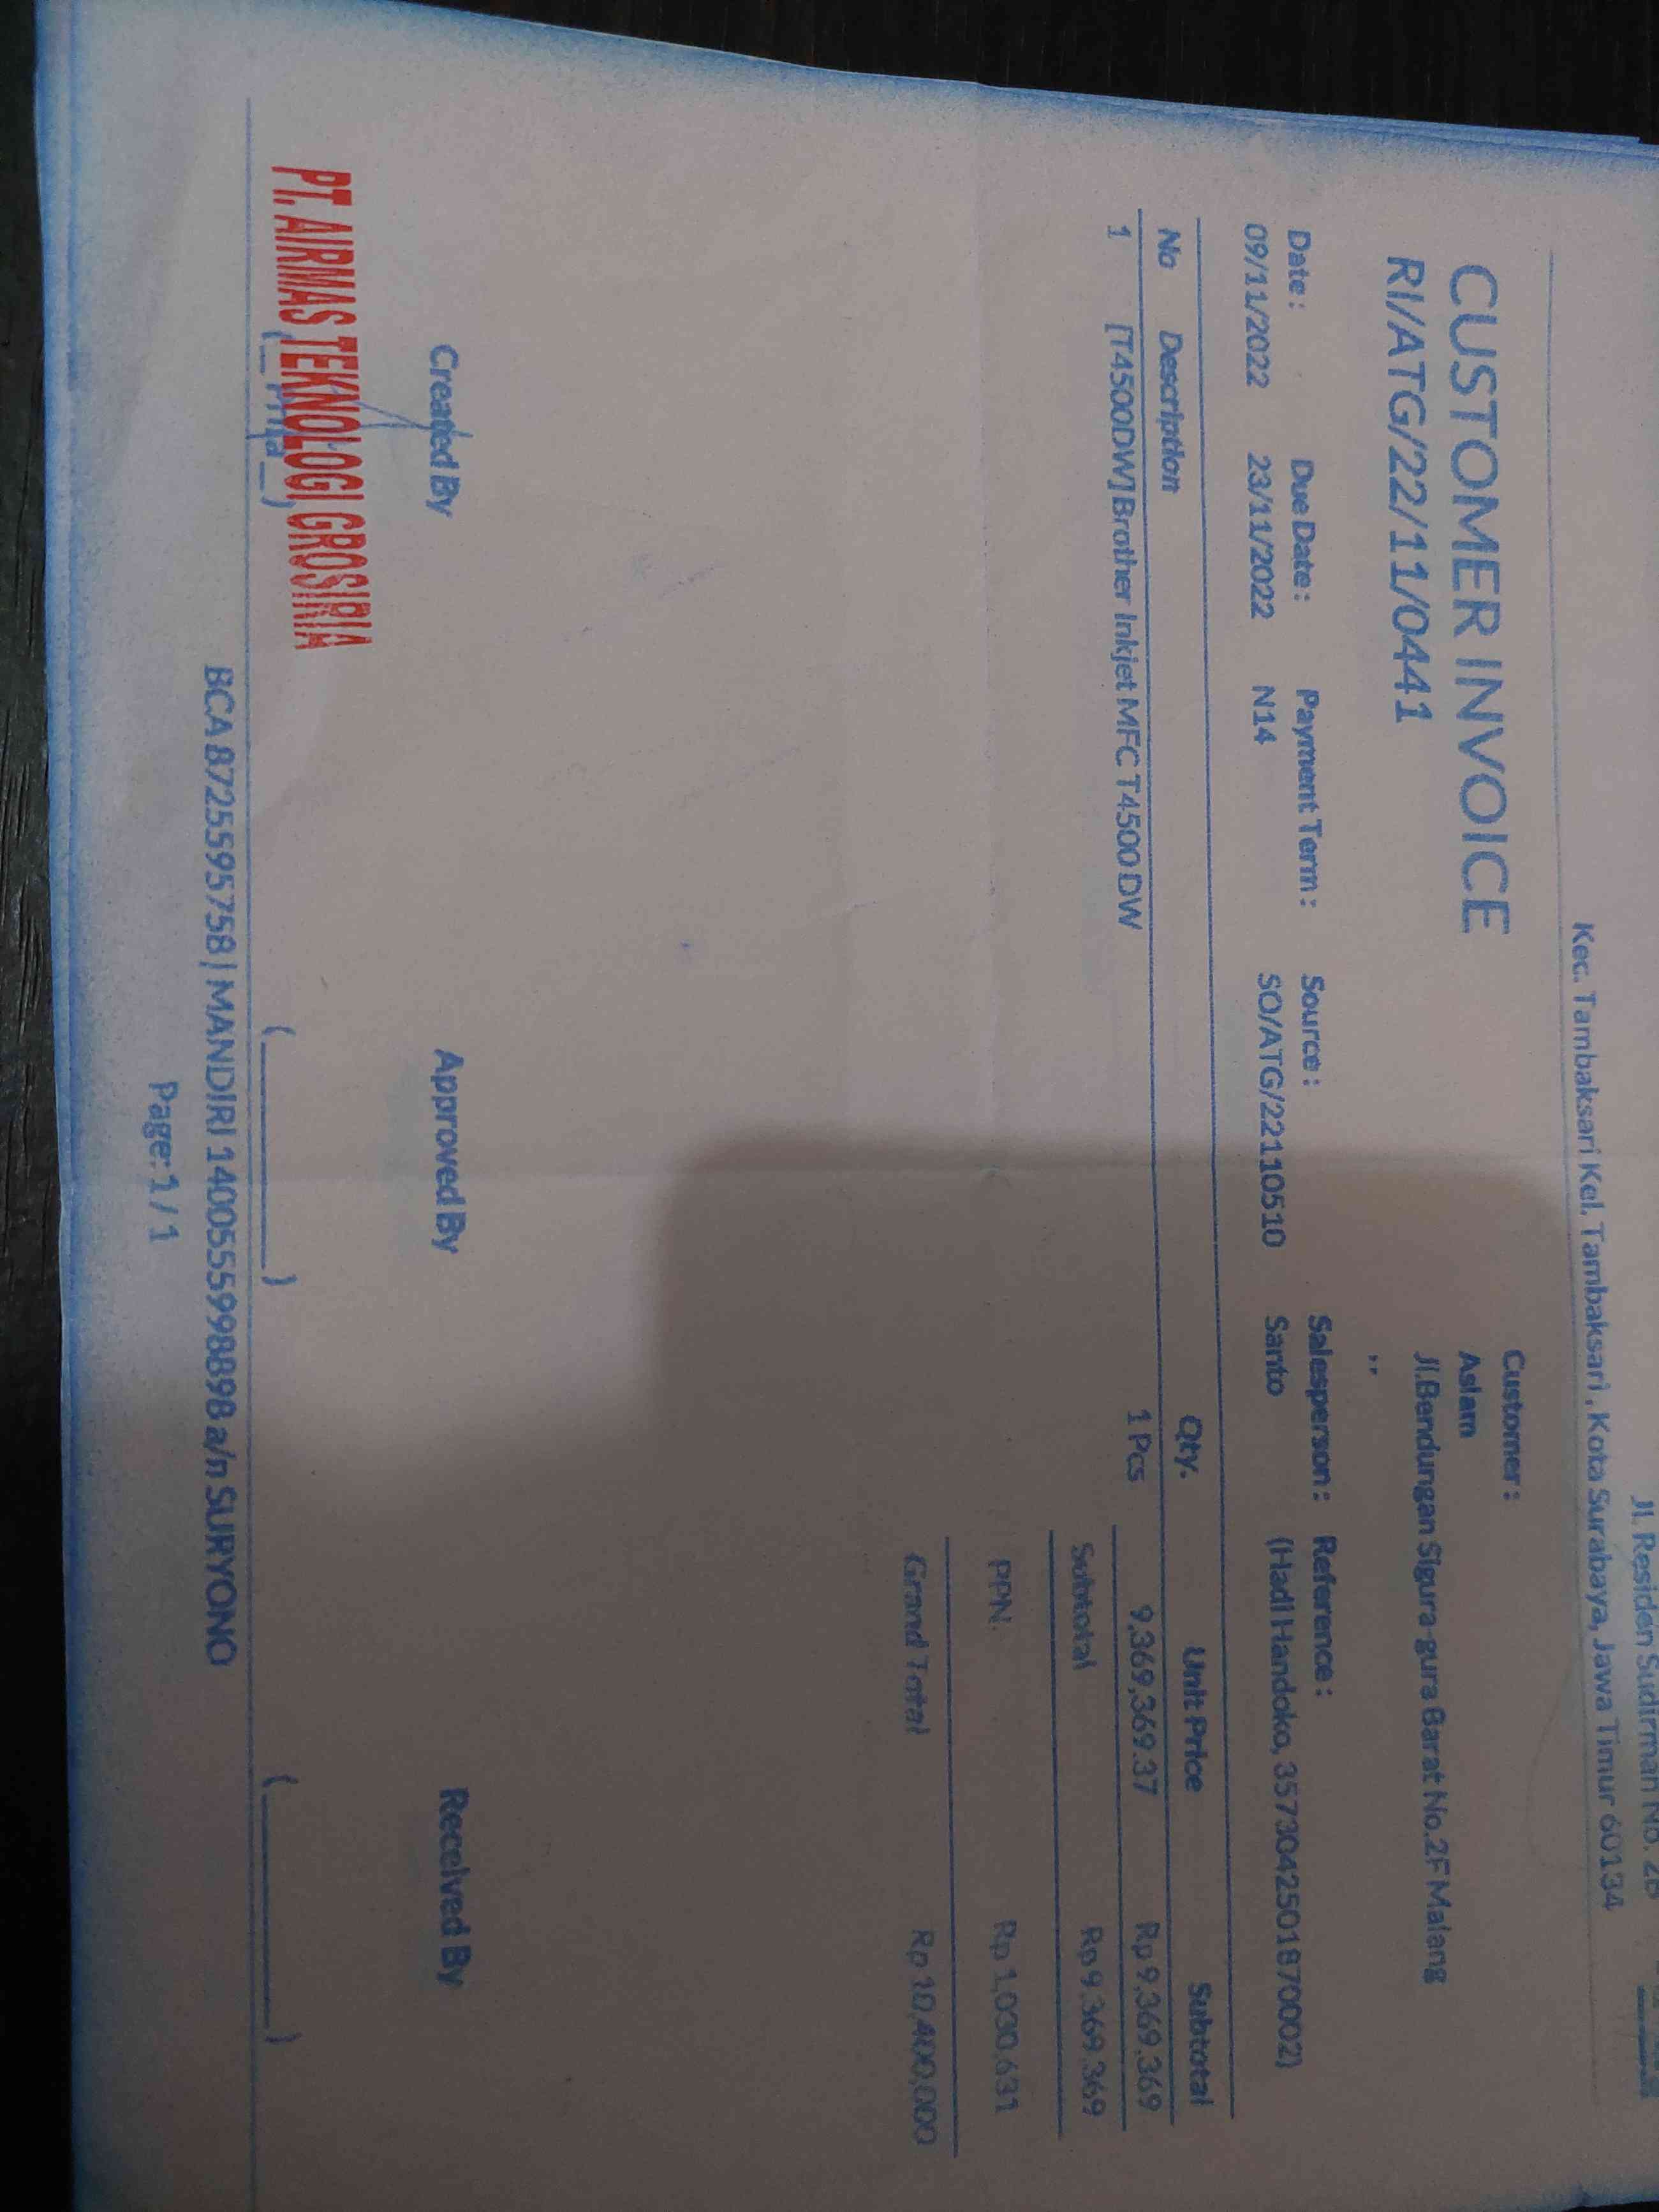 Jl. Residen Sudirman No.
Kec. Tambaksari Kel. Tambaksari, Kota Surabaya, Jawa Timur 60134
CUSTOMER INVOICE
RI/ATG/22/11/0441
Customer :
Aslam
Jl.Bendungan Sigura-gura Barat No.2F Malang
,,
Date : Due Date : Payment Term : Source : Salesperson : Reference :
09/11/2022 23/11/2022 N14 SO/ATG/22110510 Santo (Hadi Handoko, 3573042501870002)
No Description Qty. Unit Price Subtotal
1 [T4500DW] Brother Inkjet MFC T4500 DW 1 Pcs 9,369,369.37 Rp 9.369.369
Subtotal Rp 9.369.369
PPN. Rp 1,030,631
Grand Total Rp 10,400,000
Created By Approved By Received By
PT. AIRMAS TEKNOLOGI GROSIRIA
(__________) (__________)
BCA 8725595758 | MANDIRI 1400555998898 a/n SURYONO
Page: 1 / 1